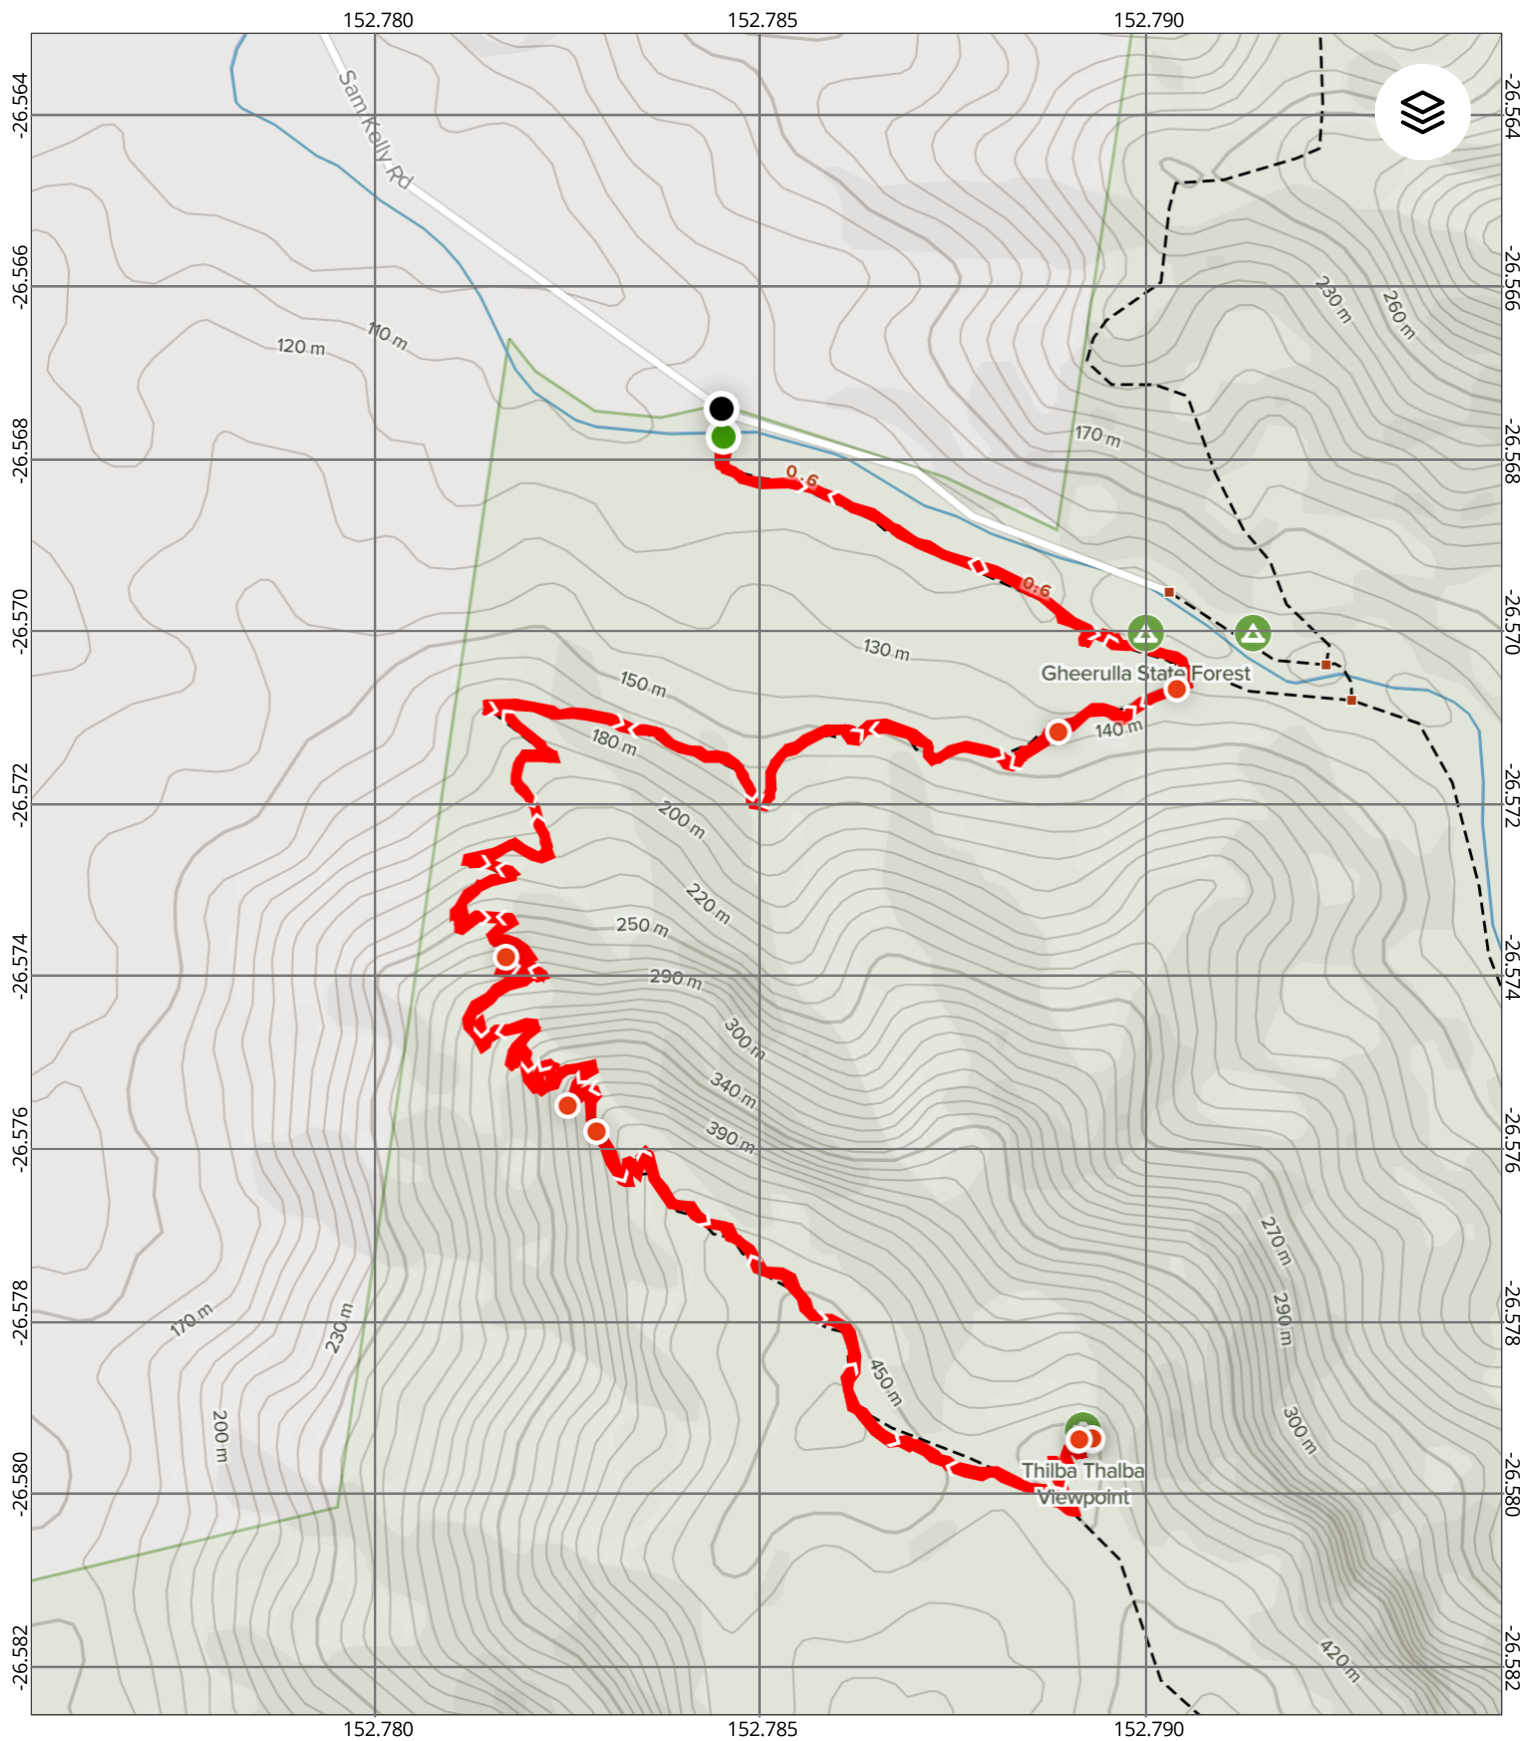 152.780
152.785
152.790
-26.564
-26.564
Sam Kelly Rd
-26.566
-26.566
230 m
260 m
110 m
120 m
170 m
-26.568
-26.568
0.6
0.6
-26.570
-26.570
130 m
Gheerulla State Forest
150 m
140 m
180 m
-26.572
-26.572
200 m
220 m
250 m
-26.574
-26.574
290 m
300 m
340 m
390 m
-26.576
-26.576
270 m
170 m
230 m
290 m
-26.578
-26.578
450 m
200 m
300 m
Thilba Thalba
Viewpoint
-26.580
-26.580
420 m
-26.582
-26.582
152.780
152.785
152.790